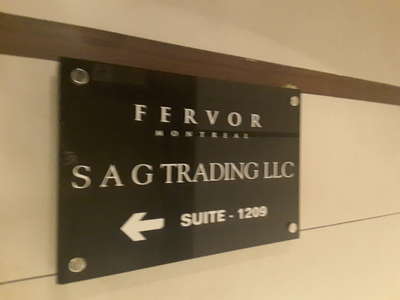 FERVOR
MONTREAL
S A G TRADING LLC
SUITE - 1209